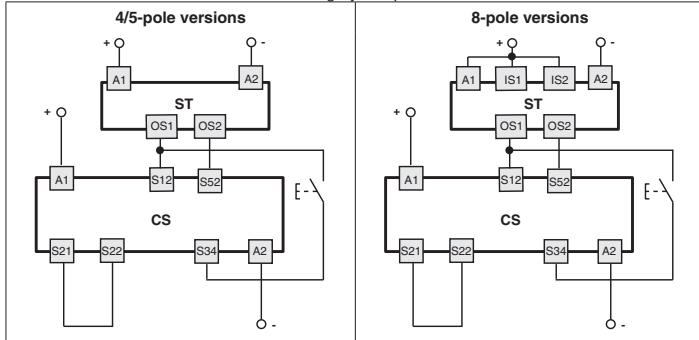 4/5-pole versions
+ -
A1 A2
ST
OS1 OS2
+
A1 S12 S52
CS
S21 S22 S34 A2
-
8-pole versions
+ -
A1 IS1 IS2 A2
ST
OS1 OS2
+
A1 S12 S52
CS
S21 S22 S34 A2
-